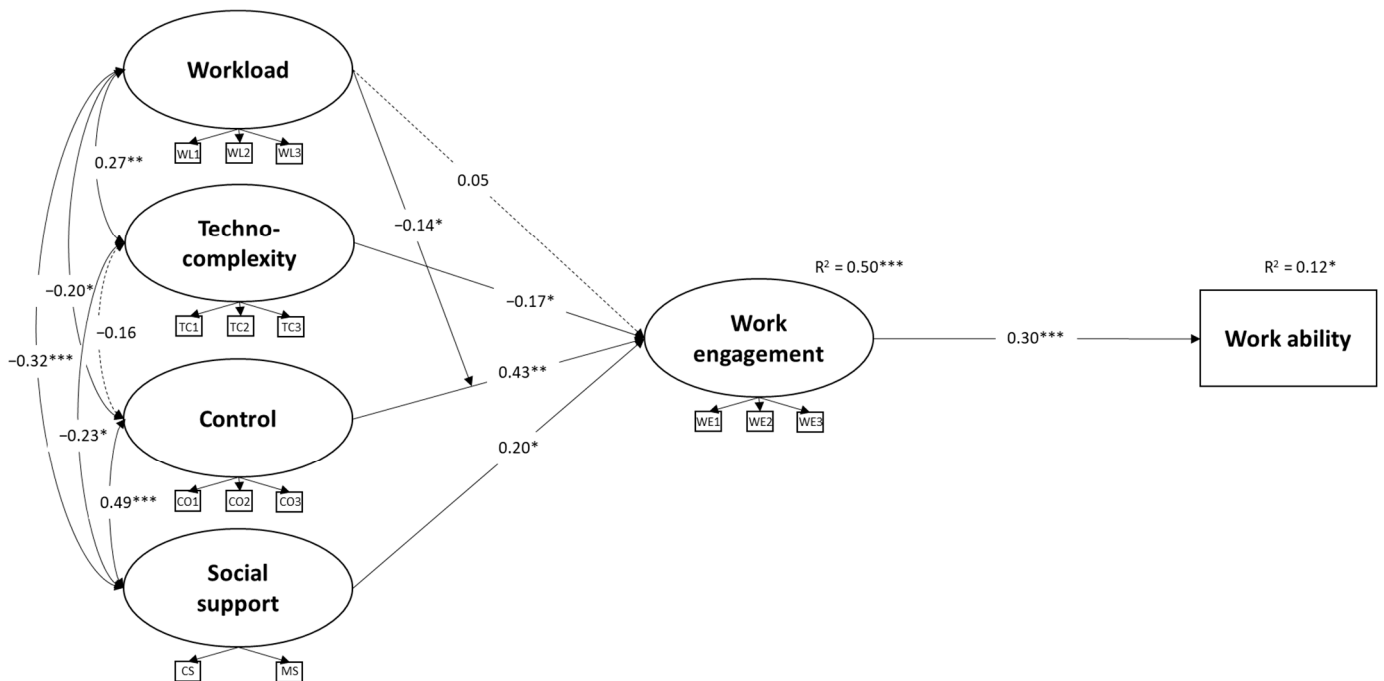 Workload
WL1 WL2 WL3
0.27**
0.05
Techno-
complexity
−0.14*
TC1 TC2 TC3
−0.20*
−0.17*
−0.16
−0.32***
R² = 0.50***
Work
engagement
WE1 WE2 WE3
0.30***
R² = 0.12*
Work ability
0.43**
Control
−0.23*
0.20*
CO1 CO2 CO3
0.49***
Social
support
CS MS